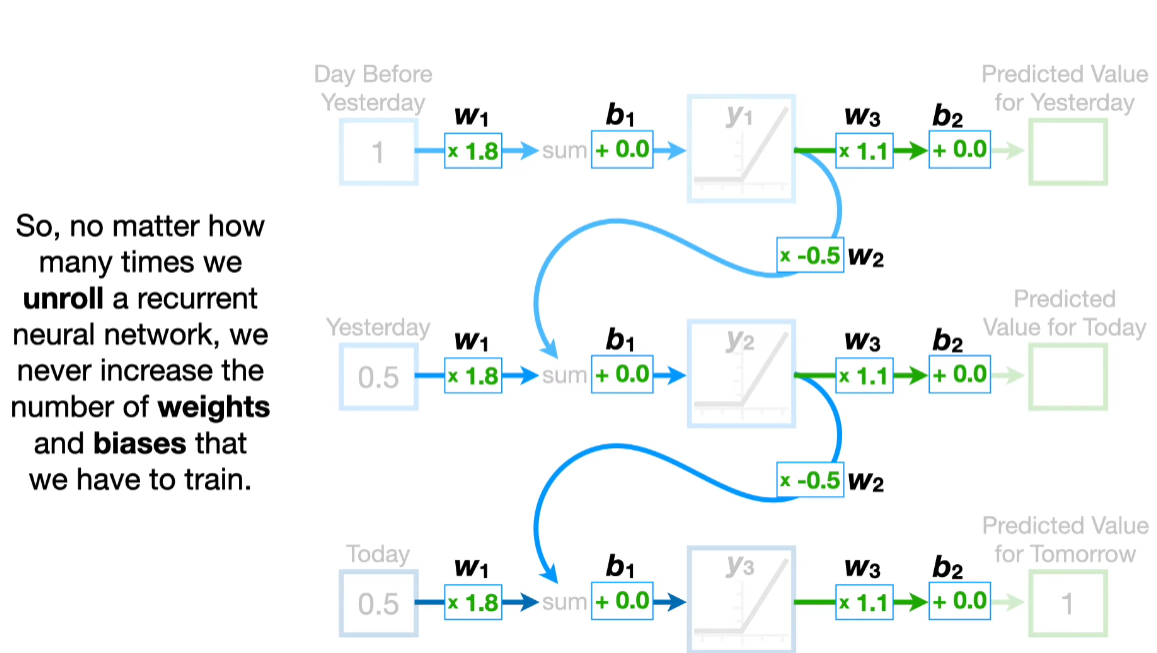 So, no matter how
many times we
unroll a recurrent
neural network, we
never increase the
number of weights
and biases that
we have to train.
Day Before
Yesterday
1
w1
x 1.8
sum
b1
+ 0.0
y1
w3
x 1.1
b2
+ 0.0
Predicted Value
for Yesterday
x -0.5 w2
Yesterday
0.5
w1
x 1.8
sum
b1
+ 0.0
y2
w3
x 1.1
b2
+ 0.0
Predicted
Value for Today
x -0.5 w2
Today
0.5
w1
x 1.8
sum
b1
+ 0.0
y3
w3
x 1.1
b2
+ 0.0
Predicted Value
for Tomorrow
1